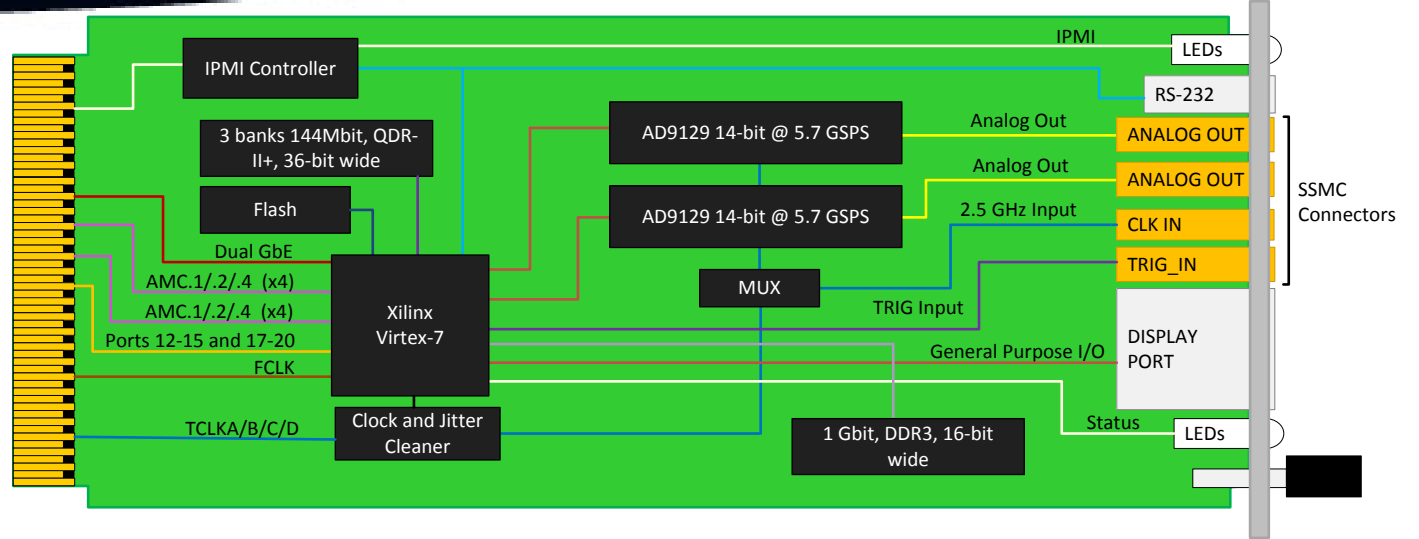 IPMI
LEDs
IPMI Controller
RS-232
3 banks 144Mbit, QDR-
II+, 36-bit wide
AD9129 14-bit @ 5.7 GSPS
Analog Out
ANALOG OUT
Flash
AD9129 14-bit @ 5.7 GSPS
Analog Out
ANALOG OUT
SSMC
Connectors
2.5 GHz Input
CLK IN
Dual GbE
TRIG_IN
AMC.1/.2/.4 (x4)
MUX
AMC.1/.2/.4 (x4)
Xilinx
Virtex-7
TRIG Input
Ports 12-15 and 17-20
General Purpose I/O
DISPLAY
PORT
FCLK
TCLKA/B/C/D
Clock and Jitter
Cleaner
1 Gbit, DDR3, 16-bit
wide
Status
LEDs